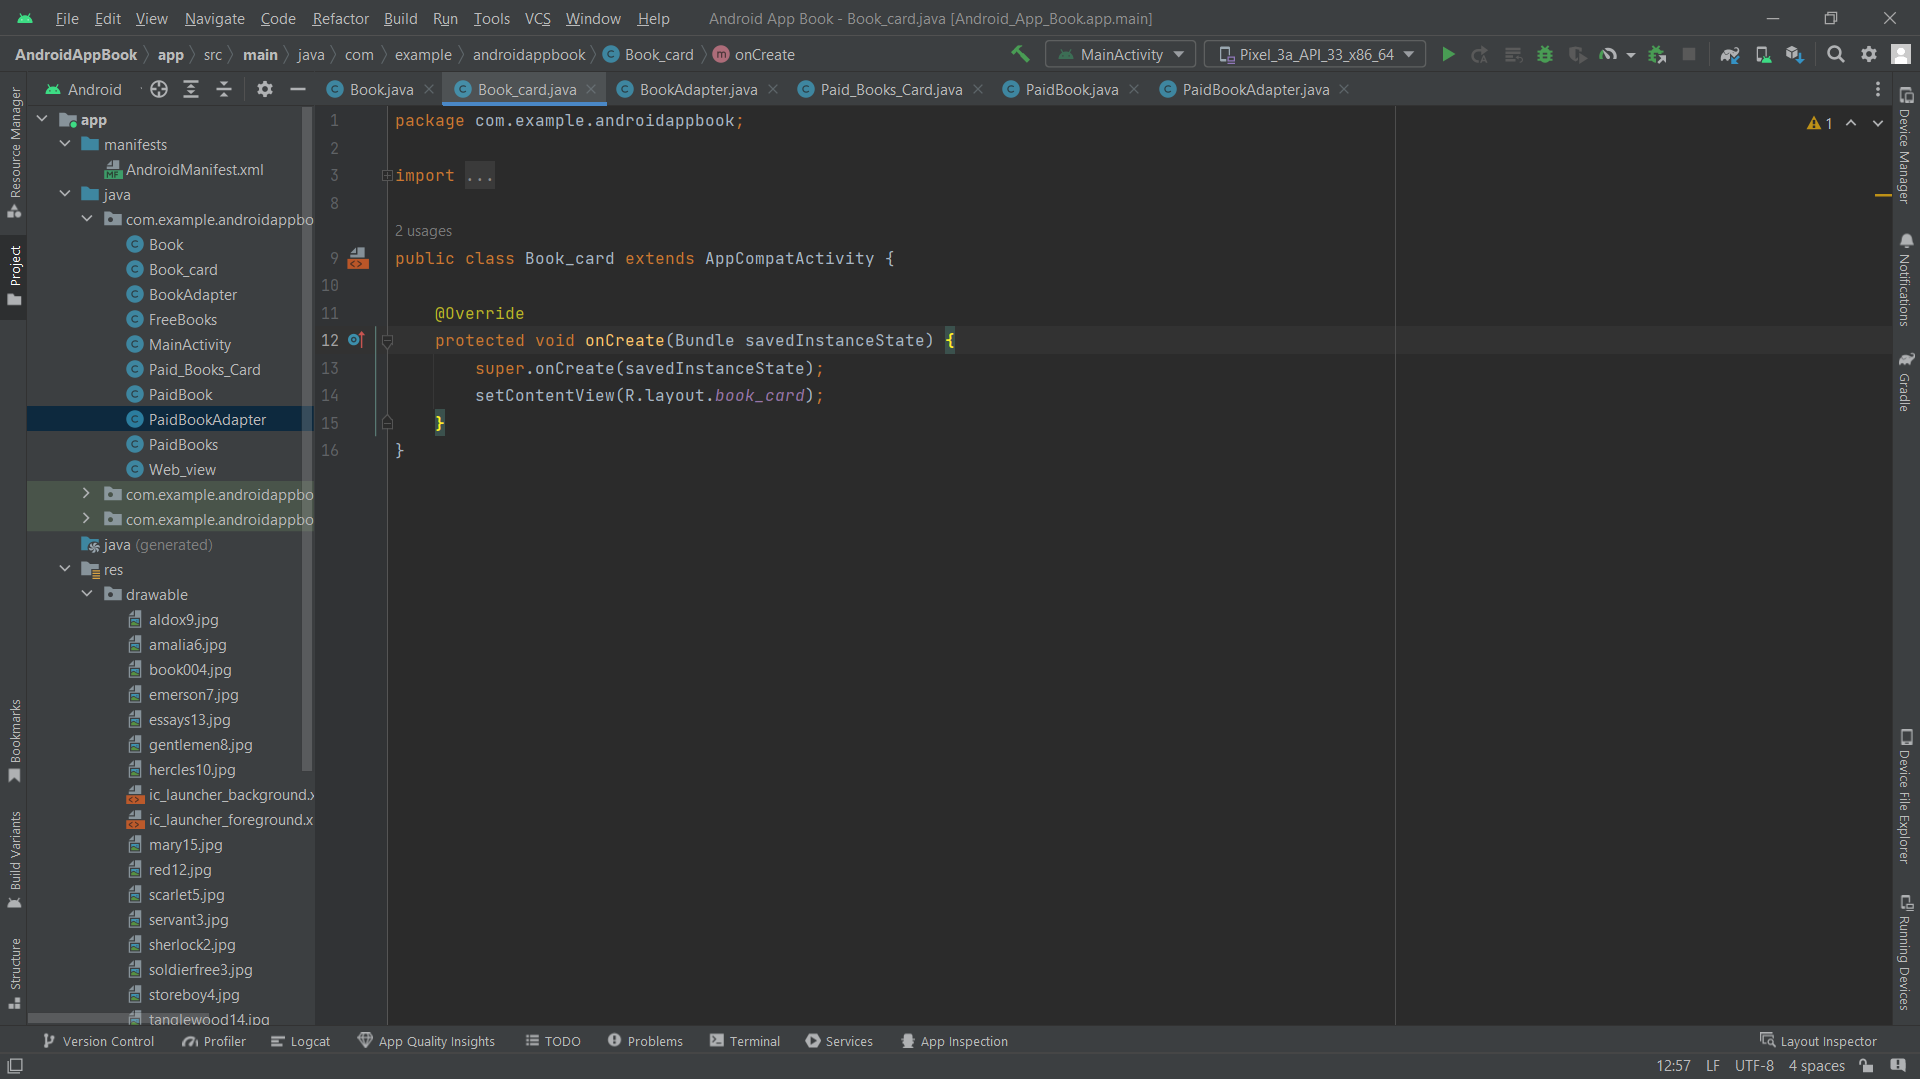 File Edit View Navigate Code Refactor Build Run Tools VCS Window Help Android App Book - Book_card.java [Android_App_Book.app.main]
AndroidAppBook app src main java com example androidappbook Book_card onCreate MainActivity Pixel_3a_API_33_x86_64
Android Book.java Book_card.java BookAdapter.java Paid_Books_Card.java PaidBook.java PaidBookAdapter.java
Resource Manager
Project
Bookmarks
Build Variants
Structure
app
manifests
AndroidManifest.xml
java
com.example.androidappbo
Book
Book_card
BookAdapter
FreeBooks
MainActivity
Paid_Books_Card
PaidBook
PaidBookAdapter
PaidBooks
Web_view
com.example.androidappbo
com.example.androidappbo
java (generated)
res
drawable
aldox9.jpg
amalia6.jpg
book004.jpg
emerson7.jpg
essays13.jpg
gentlemen8.jpg
hercles10.jpg
ic_launcher_background.x
ic_launcher_foreground.x
mary15.jpg
red12.jpg
scarlet5.jpg
servant3.jpg
sherlock2.jpg
soldierfree3.jpg
storeboy4.jpg
tanglewood14.jpg
1 package com.example.androidappbook;
2
3 import ...
8
2 usages
9 public class Book_card extends AppCompatActivity {
10
11 @Override
12 protected void onCreate(Bundle savedInstanceState) {
13 super.onCreate(savedInstanceState);
14 setContentView(R.layout.book_card);
15 }
16 }
1
Device Manager
Notifications
Gradle
Device File Explorer
Running Devices
Version Control Profiler Logcat App Quality Insights TODO Problems Terminal Services App Inspection Layout Inspector
12:57 LF UTF-8 4 spaces